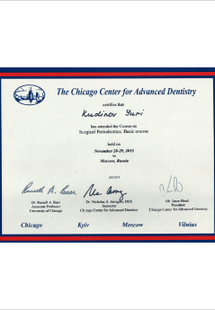 The Chicago Center for Advanced Dentistry
certifies that
Kudinov Yuri
has attended the Course on
Surgical Periodontics: Basic course
held on
November 28-29, 2015
in
Moscow, Russia
Associate Professor
University of Chicago
Instructor
Chicago Center for Advanced Dentistry
President
Chicago Center for Advanced Dentistry
Chicago Kyiv Moscow Vilnius